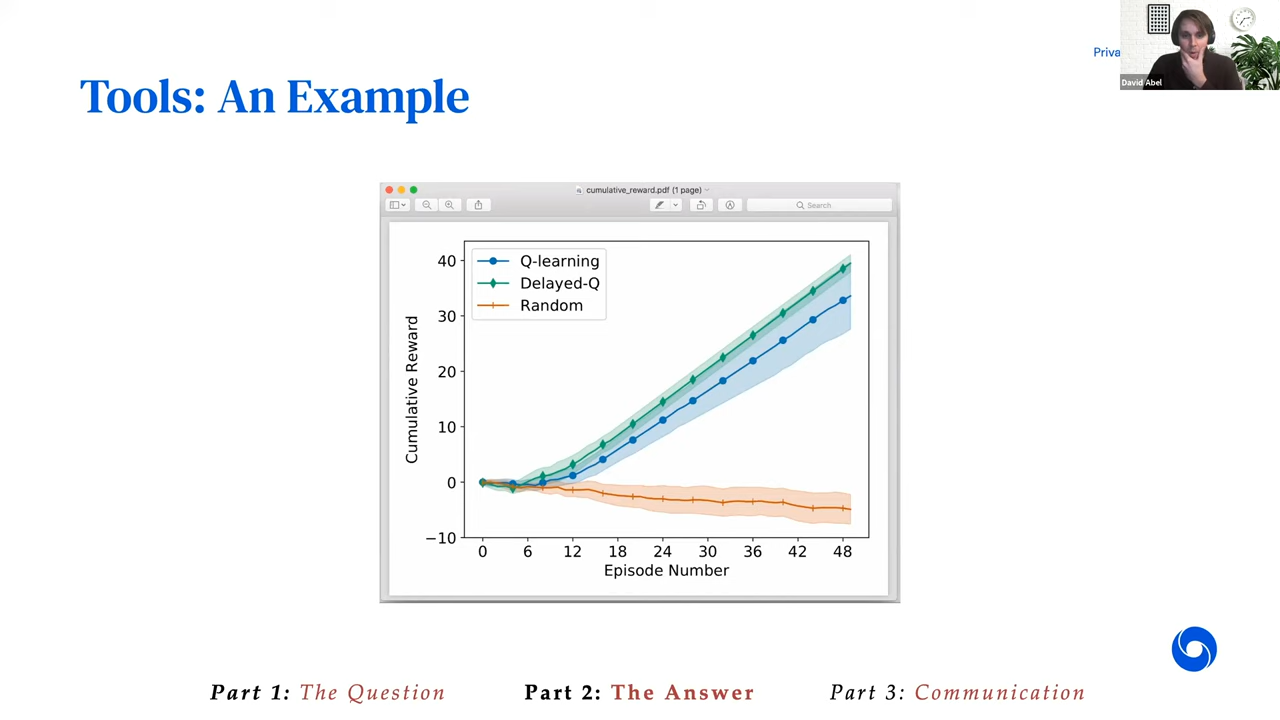 Priva
David Abel
Tools: An Example
cumulative_reward.pdf (1 page)
Search
Q-learning
Delayed-Q
Random
40
30
20
10
0
−10
Cumulative Reward
0 6 12 18 24 30 36 42 48
Episode Number
Part 1: The Question Part 2: The Answer Part 3: Communication